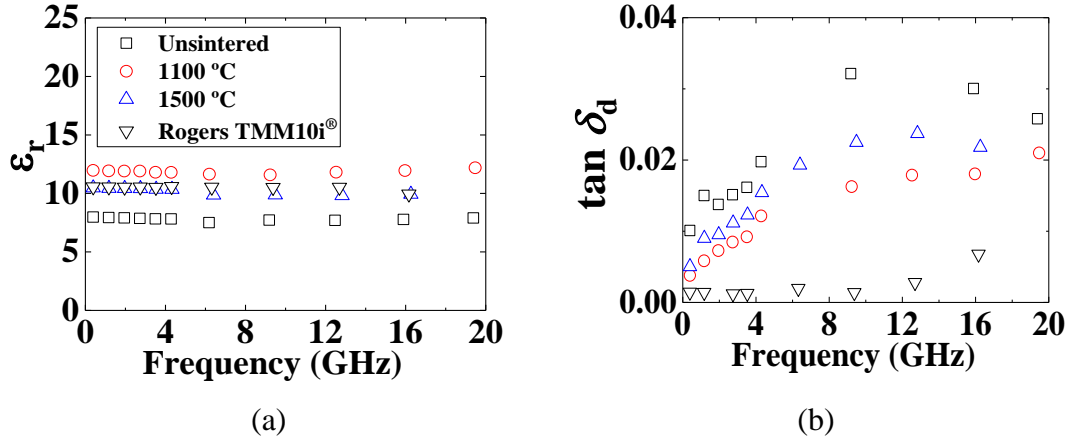 25
20
15
10
5
0
εr
Unsintered
1100 ºC
1500 ºC
Rogers TMM10i®
0 4 8 12 16 20
Frequency (GHz)
(a)
0.04
0.02
0.00
tan δd
0 4 8 12 16 20
Frequency (GHz)
(b)